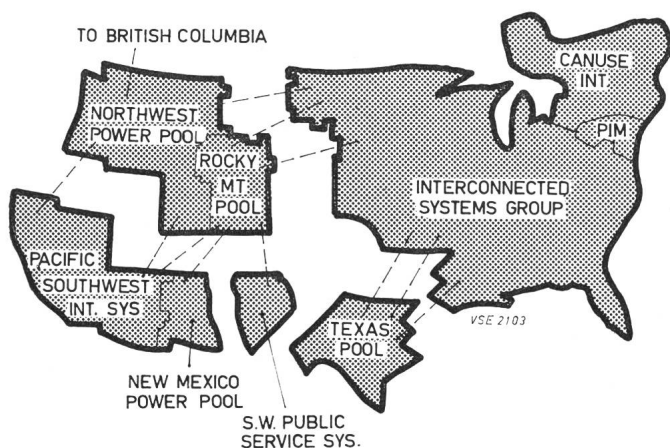 TO BRITISH COLUMBIA
NORTHWEST
POWER POOL
ROCKY
MT
POOL
CANUSE
INT.
PIM
INTERCONNECTED
SYSTEMS GROUP
PACIFIC
SOUTHWEST
INT. SYS
TEXAS
POOL
VSE 2103
NEW MEXICO
POWER POOL
S.W. PUBLIC
SERVICE SYS.